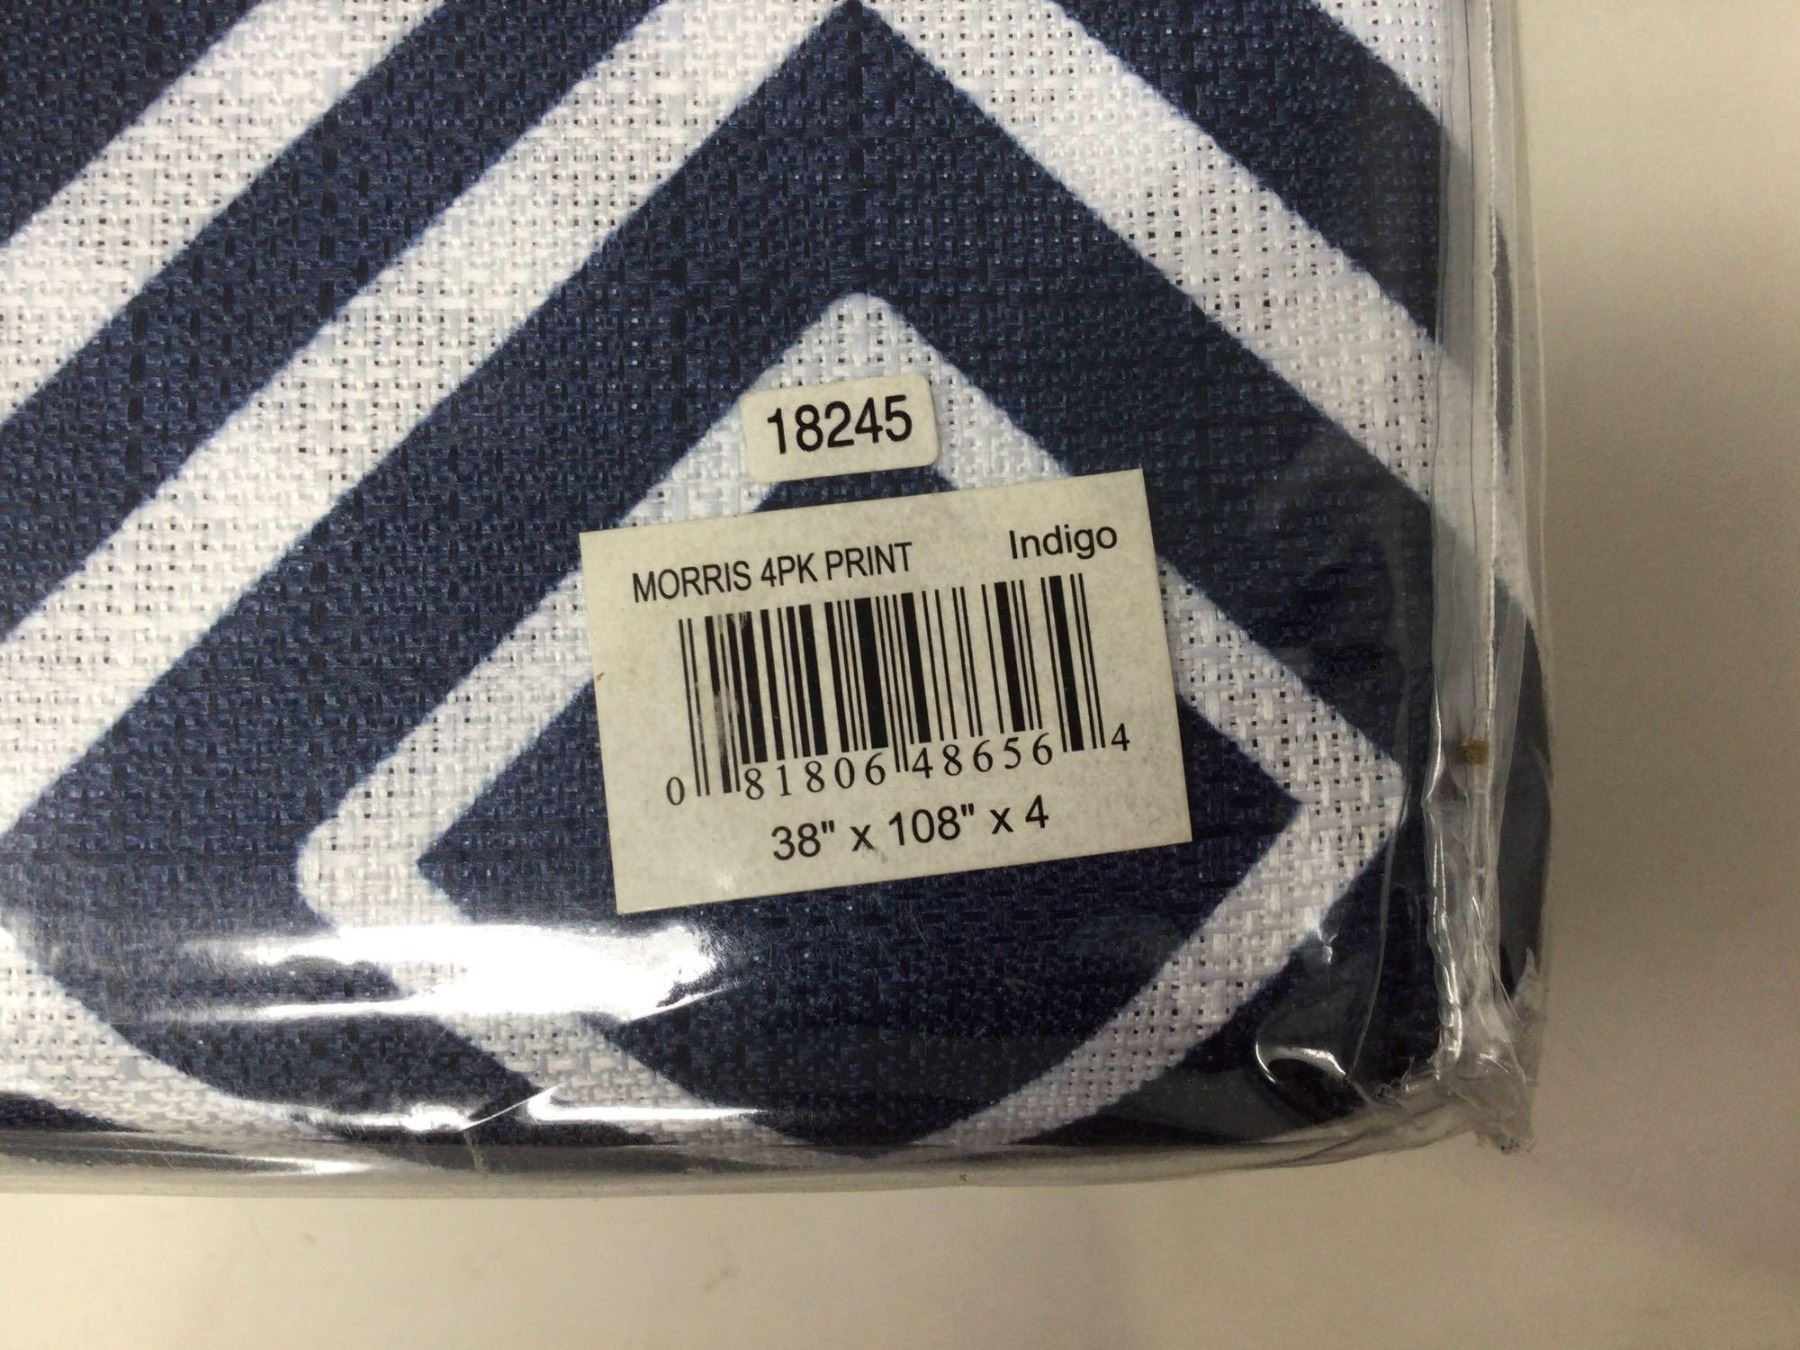 18245
MORRIS 4PK PRINT Indigo
0 81806 48656 4
38" x 108" x 4